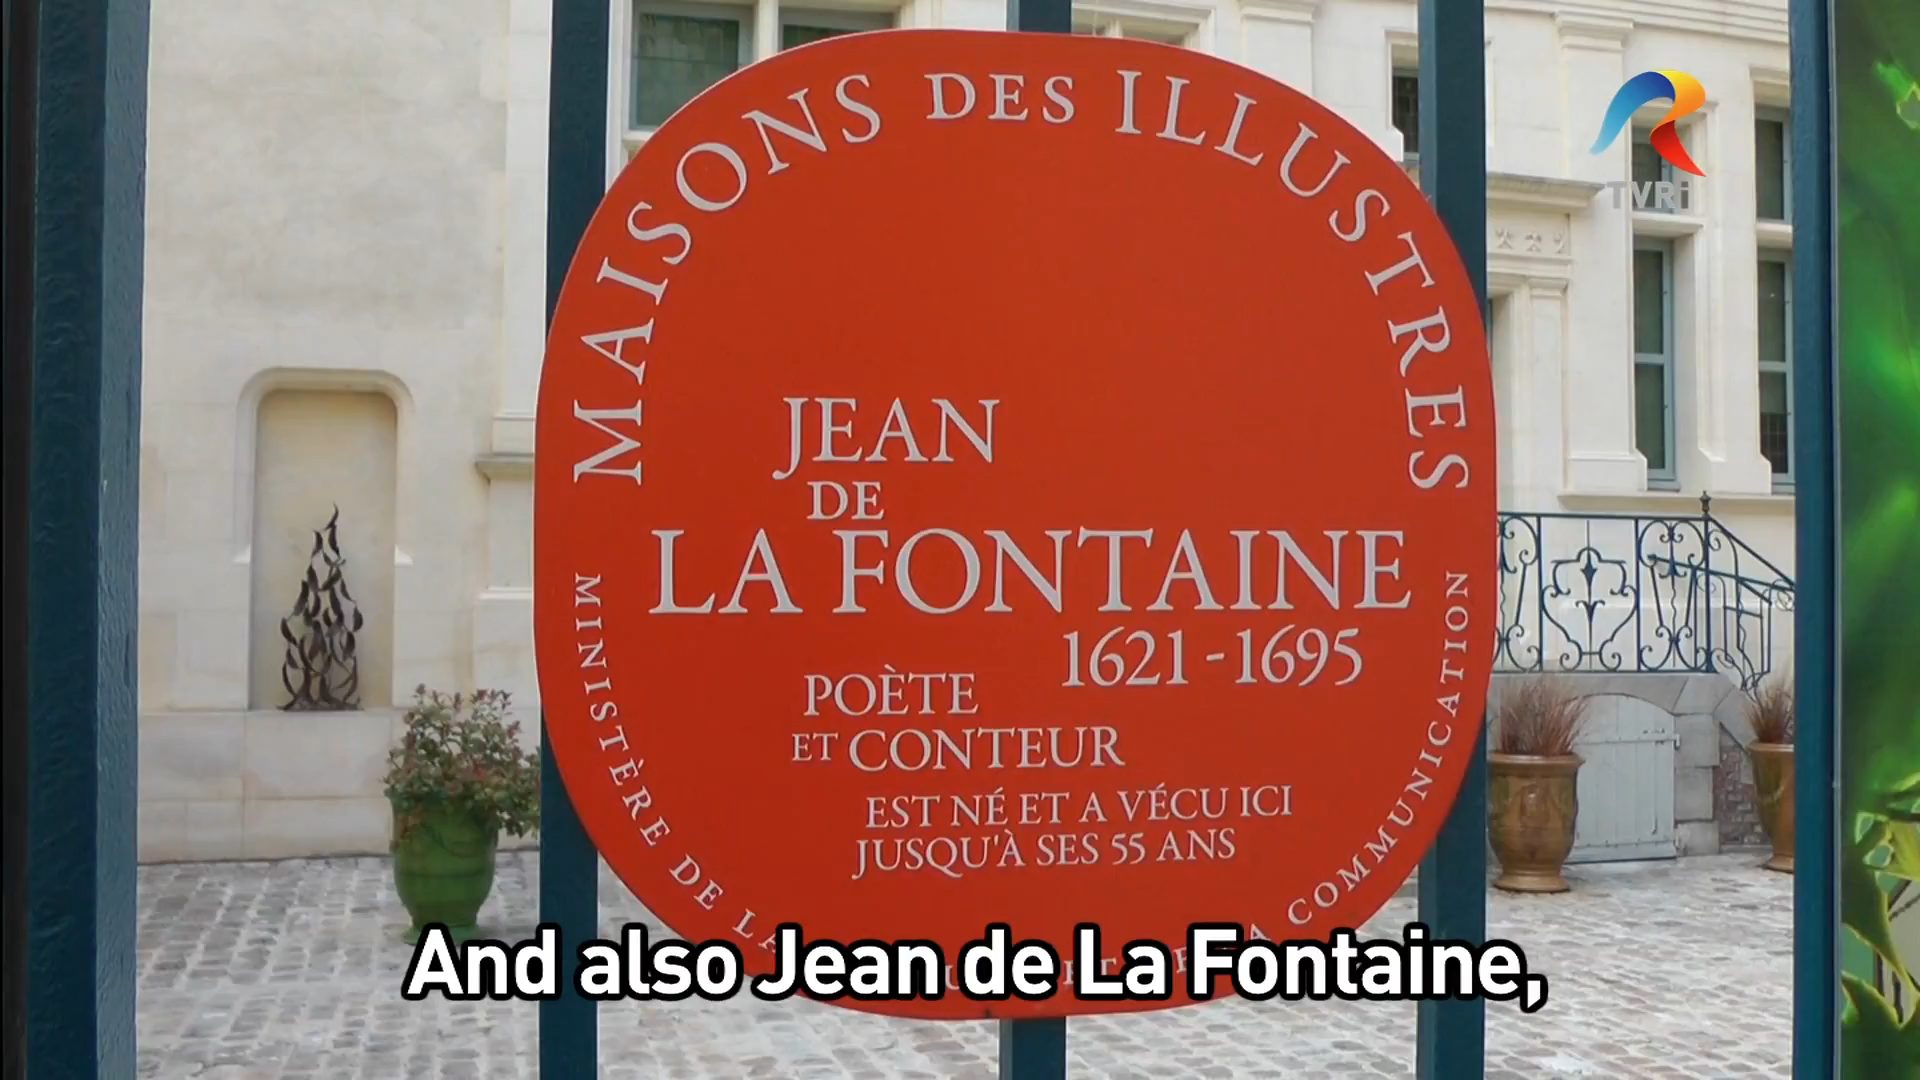 MAISONS DES ILLUSTRES
TVRi
JEAN
DE
LA FONTAINE
1621-1695
POÈTE
ET CONTEUR
EST NÉ ET A VÉCU ICI
JUSQU'À SES 55 ANS
MINISTÈRE DE LA
COMMUNICATION
And also Jean de La Fontaine,